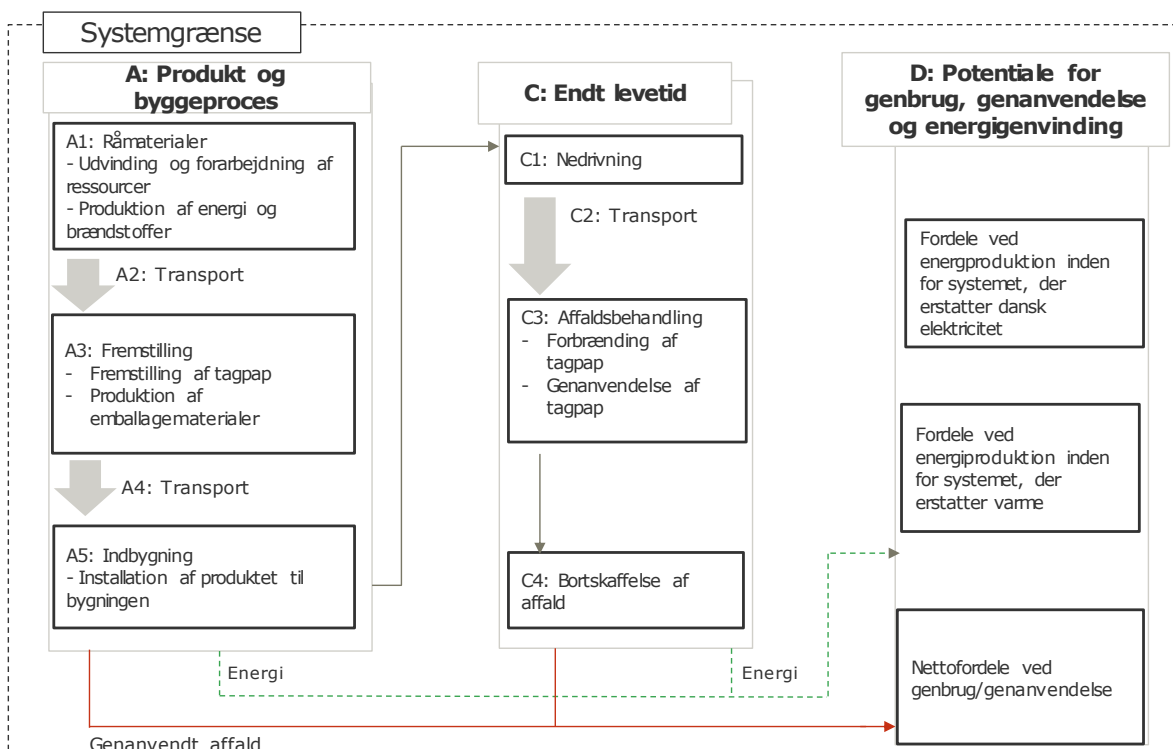 Systemgrænse
A: Produkt og
byggeproces
A1: Råmaterialer
- Udvinding og forarbejdning af
ressourcer
- Produktion af energi og
brændstoffer
A2: Transport
A3: Fremstilling
- Fremstilling af tagpap
- Produktion af
emballagematerialer
A4: Transport
A5: Indbygning
- Installation af produktet til
bygningen
C: Endt levetid
C1: Nedrivning
C2: Transport
C3: Affaldsbehandling
- Forbrænding af
tagpap
- Genanvendelse af
tagpap
C4: Bortskaffelse af
affald
D: Potentiale for
genbrug, genanvendelse
og energigenvinding
Fordele ved
energproduktion inden
for systemet, der
erstatter dansk
elektricitet
Fordele ved
energiproduktion inden
for systemet, der
erstatter varme
Nettofordele ved
genbrug/genanvendelse
Energi
Energi
Genanvendt affald